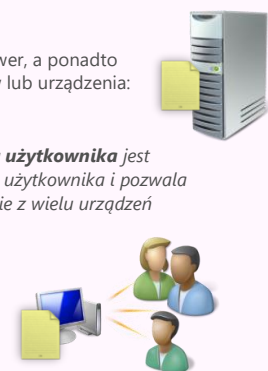 wer, a ponadto
lub urządzenia:
użytkownika jest
użytkownika i pozwala
ie z wielu urządzeń